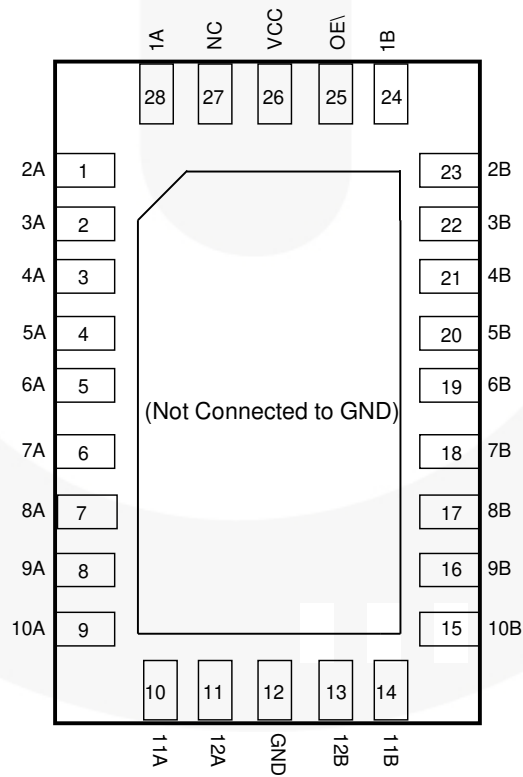 1A NC VCC OE\ 1B
28 27 26 25 24
2A 1 23 2B
3A 2 22 3B
4A 3 21 4B
5A 4 20 5B
6A 5 19 6B
(Not Connected to GND)
7A 6 18 7B
8A 7 17 8B
9A 8 16 9B
10A 9 15 10B
10 11 12 13 14
11A 12A GND 12B 11B